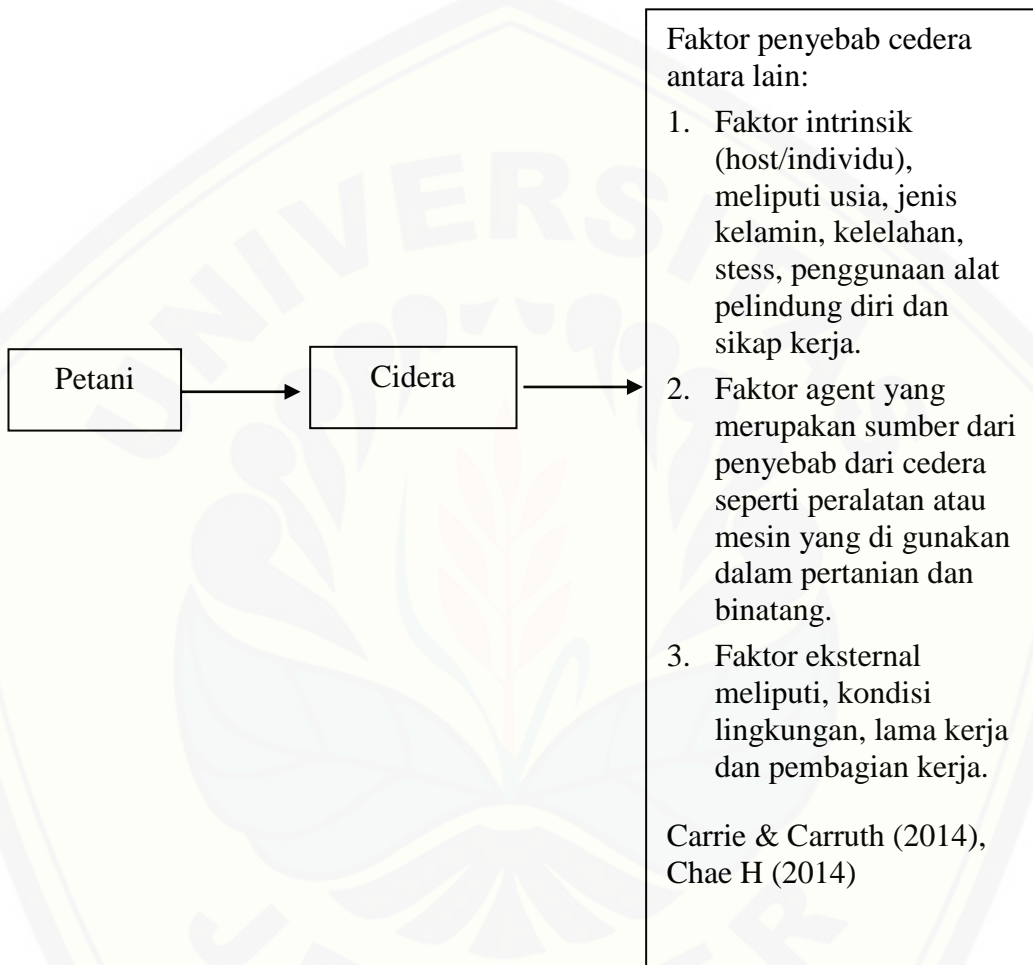 Petani
Cidera
Faktor penyebab cedera
antara lain:
1. Faktor intrinsik
(host/individu),
meliputi usia, jenis
kelamin, kelelahan,
stess, penggunaan alat
pelindung diri dan
sikap kerja.
2. Faktor agent yang
merupakan sumber dari
penyebab dari cedera
seperti peralatan atau
mesin yang di gunakan
dalam pertanian dan
binatang.
3. Faktor eksternal
meliputi, kondisi
lingkungan, lama kerja
dan pembagian kerja.
Carrie & Carruth (2014),
Chae H (2014)